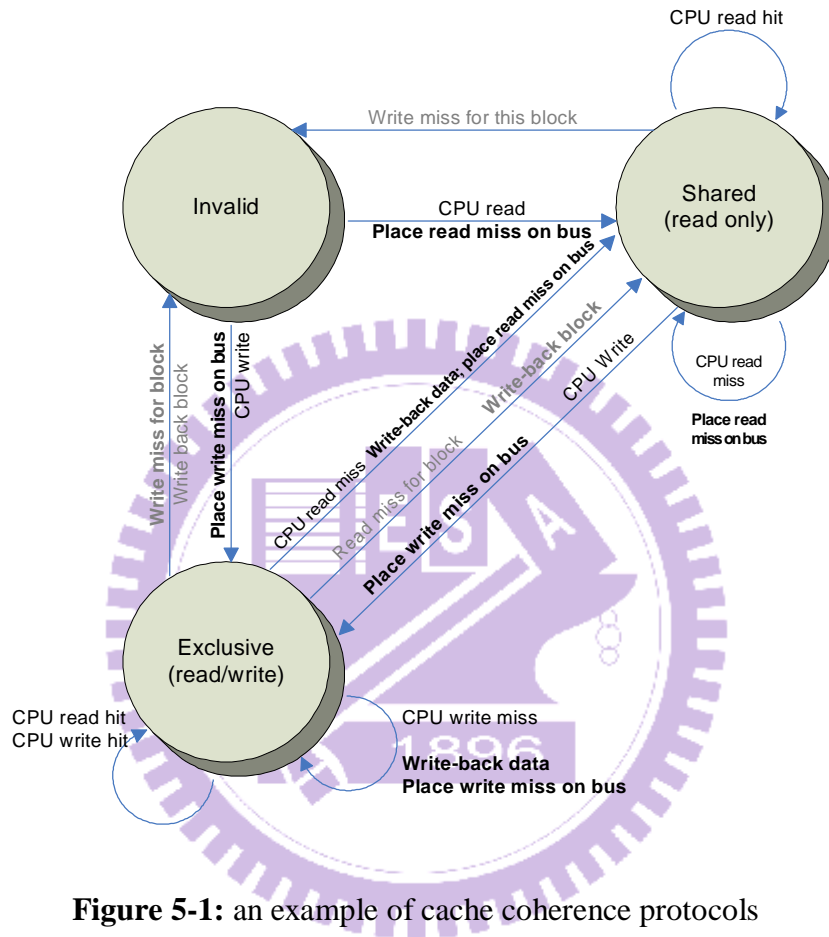 CPU read hit
Write miss for this block
Invalid
Shared
(read only)
CPU read
Place read miss on bus
CPU read
miss
Place read
miss on bus
Write miss for block
Write back block
Place write miss on bus
CPU write
CPU read miss Write-back data; place read miss on bus
Read miss for block Write-back block
Place write miss on bus CPU Write
ESA
Exclusive
(read/write)
CPU read hit
CPU write hit
CPU write miss
1896
Write-back data
Place write miss on bus
Figure 5-1: an example of cache coherence protocols